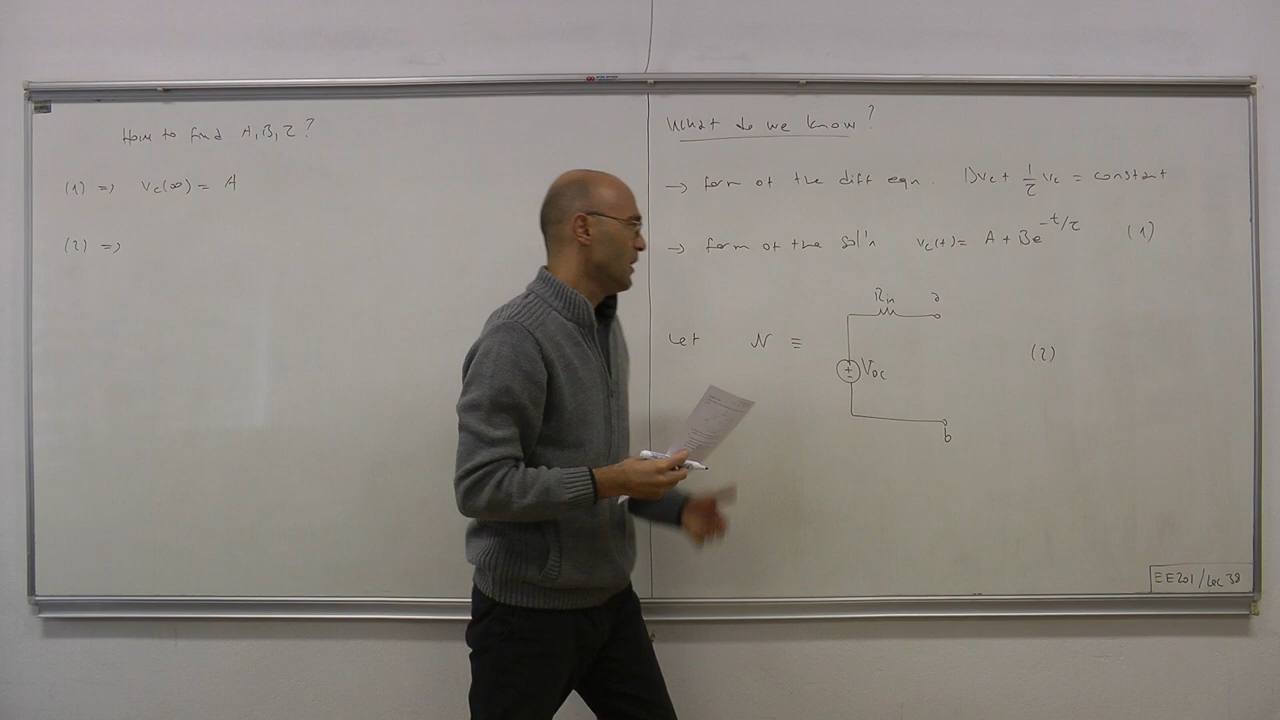 How to find A, B, τ ?
(1) => vc(∞) = A
(2) =>
What do we know?
→ form of the diff eqn. Dvc + 1/τ vc = constant
→ form of the sol'n vc(t) = A + Be^-t/τ (1)
Let N ≡
Rin a
Voc (2)
b
EE201/Lec 38